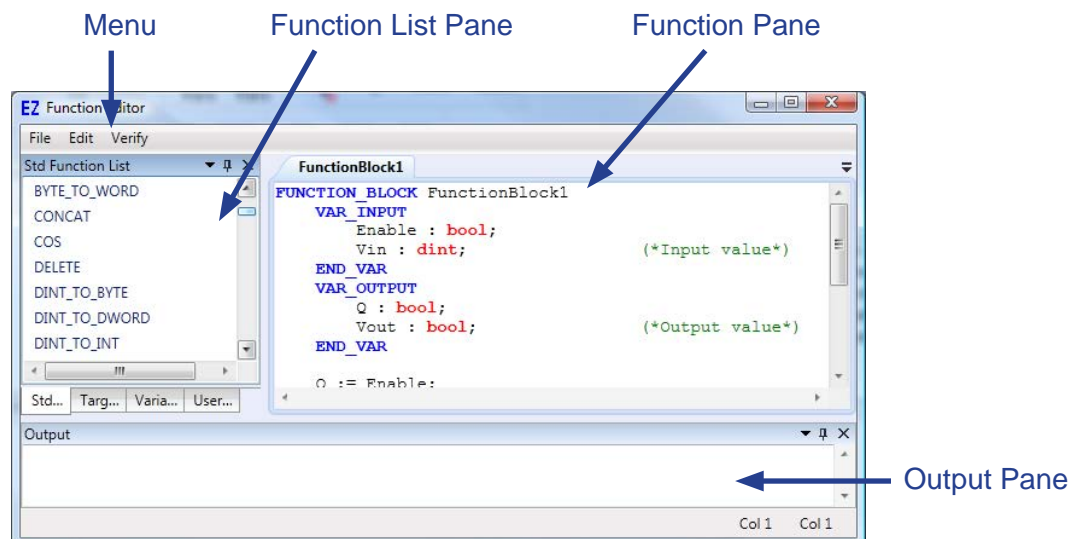 Menu
Function List Pane
Function Pane
EZ Function Editor
File Edit Verify
Std Function List
BYTE_TO_WORD
CONCAT
COS
DELETE
DINT_TO_BYTE
DINT_TO_DWORD
DINT_TO_INT
Std... Targ... Varia... User...
FunctionBlock1
FUNCTION_BLOCK FunctionBlock1
VAR_INPUT
Enable : bool;
Vin : dint; (*Input value*)
END_VAR
VAR_OUTPUT
Q : bool;
Vout : bool; (*Output value*)
END_VAR
Q := Enable;
Output
Output Pane
Col 1 Col 1